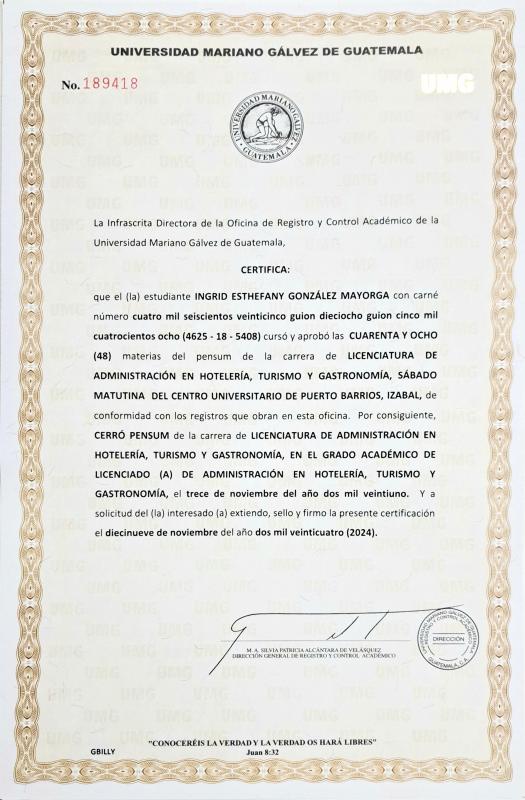 UNIVERSIDAD MARIANO GÁLVEZ DE GUATEMALA
No. 189418
UMG
UNIVERSIDAD MARIANO GÁLVEZ
GUATEMALA
La Infrascrita Directora de la Oficina de Registro y Control Académico de la
Universidad Mariano Gálvez de Guatemala,
CERTIFICA:
que el (la) estudiante INGRID ESTHEFANY GONZÁLEZ MAYORGA con carné
número cuatro mil seiscientos veinticinco guion dieciocho guion cinco mil
cuatrocientos ocho (4625 - 18 - 5408) cursó y aprobó las CUARENTA Y OCHO
(48) materias del pensum de la carrera de LICENCIATURA DE
ADMINISTRACIÓN EN HOTELERÍA, TURISMO Y GASTRONOMÍA, SÁBADO
MATUTINA DEL CENTRO UNIVERSITARIO DE PUERTO BARRIOS, IZABAL, de
conformidad con los registros que obran en esta oficina. Por consiguiente,
CERRÓ PENSUM de la carrera de LICENCIATURA DE ADMINISTRACIÓN EN
HOTELERÍA, TURISMO Y GASTRONOMÍA, EN EL GRADO ACADÉMICO DE
LICENCIADO (A) DE ADMINISTRACIÓN EN HOTELERÍA, TURISMO Y
GASTRONOMÍA, el trece de noviembre del año dos mil veintiuno. Y a
solicitud del (la) interesado (a) extiendo, sello y firmo la presente certificación
el diecinueve de noviembre del año dos mil veinticuatro (2024).
M. A. SILVIA PATRICIA ALCÁNTARA DE VELÁSQUEZ
DIRECCIÓN GENERAL DE REGISTRO Y CONTROL ACADÉMICO
UNIVERSIDAD MARIANO GÁLVEZ DE GUATEMALA
REGISTRO Y CONTROL ACADÉMICO
DIRECCIÓN
GUATEMALA, C.A.
"CONOCERÉIS LA VERDAD Y LA VERDAD OS HARÁ LIBRES"
GBILLY
Juan 8:32